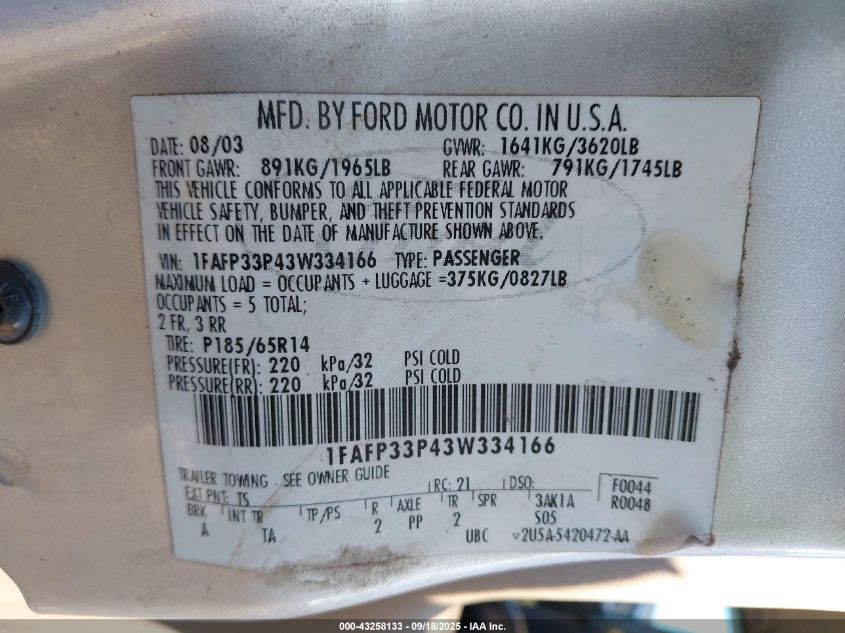 MFD. BY FORD MOTOR CO. IN U.S.A.
DATE: 08/03 GVWR: 1641KG/3620LB
FRONT GAWR: 891KG/1965LB REAR GAWR: 791KG/1745LB
THIS VEHICLE CONFORMS TO ALL APPLICABLE FEDERAL MOTOR
VEHICLE SAFETY, BUMPER, AND THEFT PREVENTION STANDARDS
IN EFFECT ON THE DATE OF MANUFACTURE SHOWN ABOVE.
VIN: 1FAFP33P43W334166 TYPE: PASSENGER
MAXIMUM LOAD = OCCUPANTS + LUGGAGE =375KG/0827LB
OCCUPANTS = 5 TOTAL;
2 FR, 3 RR
TIRE: P185/65R14
PRESSURE(FR): 220 kPa/32 PSI COLD
PRESSURE(RR): 220 kPa/32 PSI COLD
1FAFP33P43W334166
TRAILER TOWING - SEE OWNER GUIDE
EXT PNT: TS RC: 21 DSO: F0044
BRK INT TR TP/PS R AXLE TR SPR 3AK1A R0048
A TA 2 PP 2 S05
UBC ▽2U5A-5420472-AA
000-43258133 - 09/18/2025 - IAA Inc.